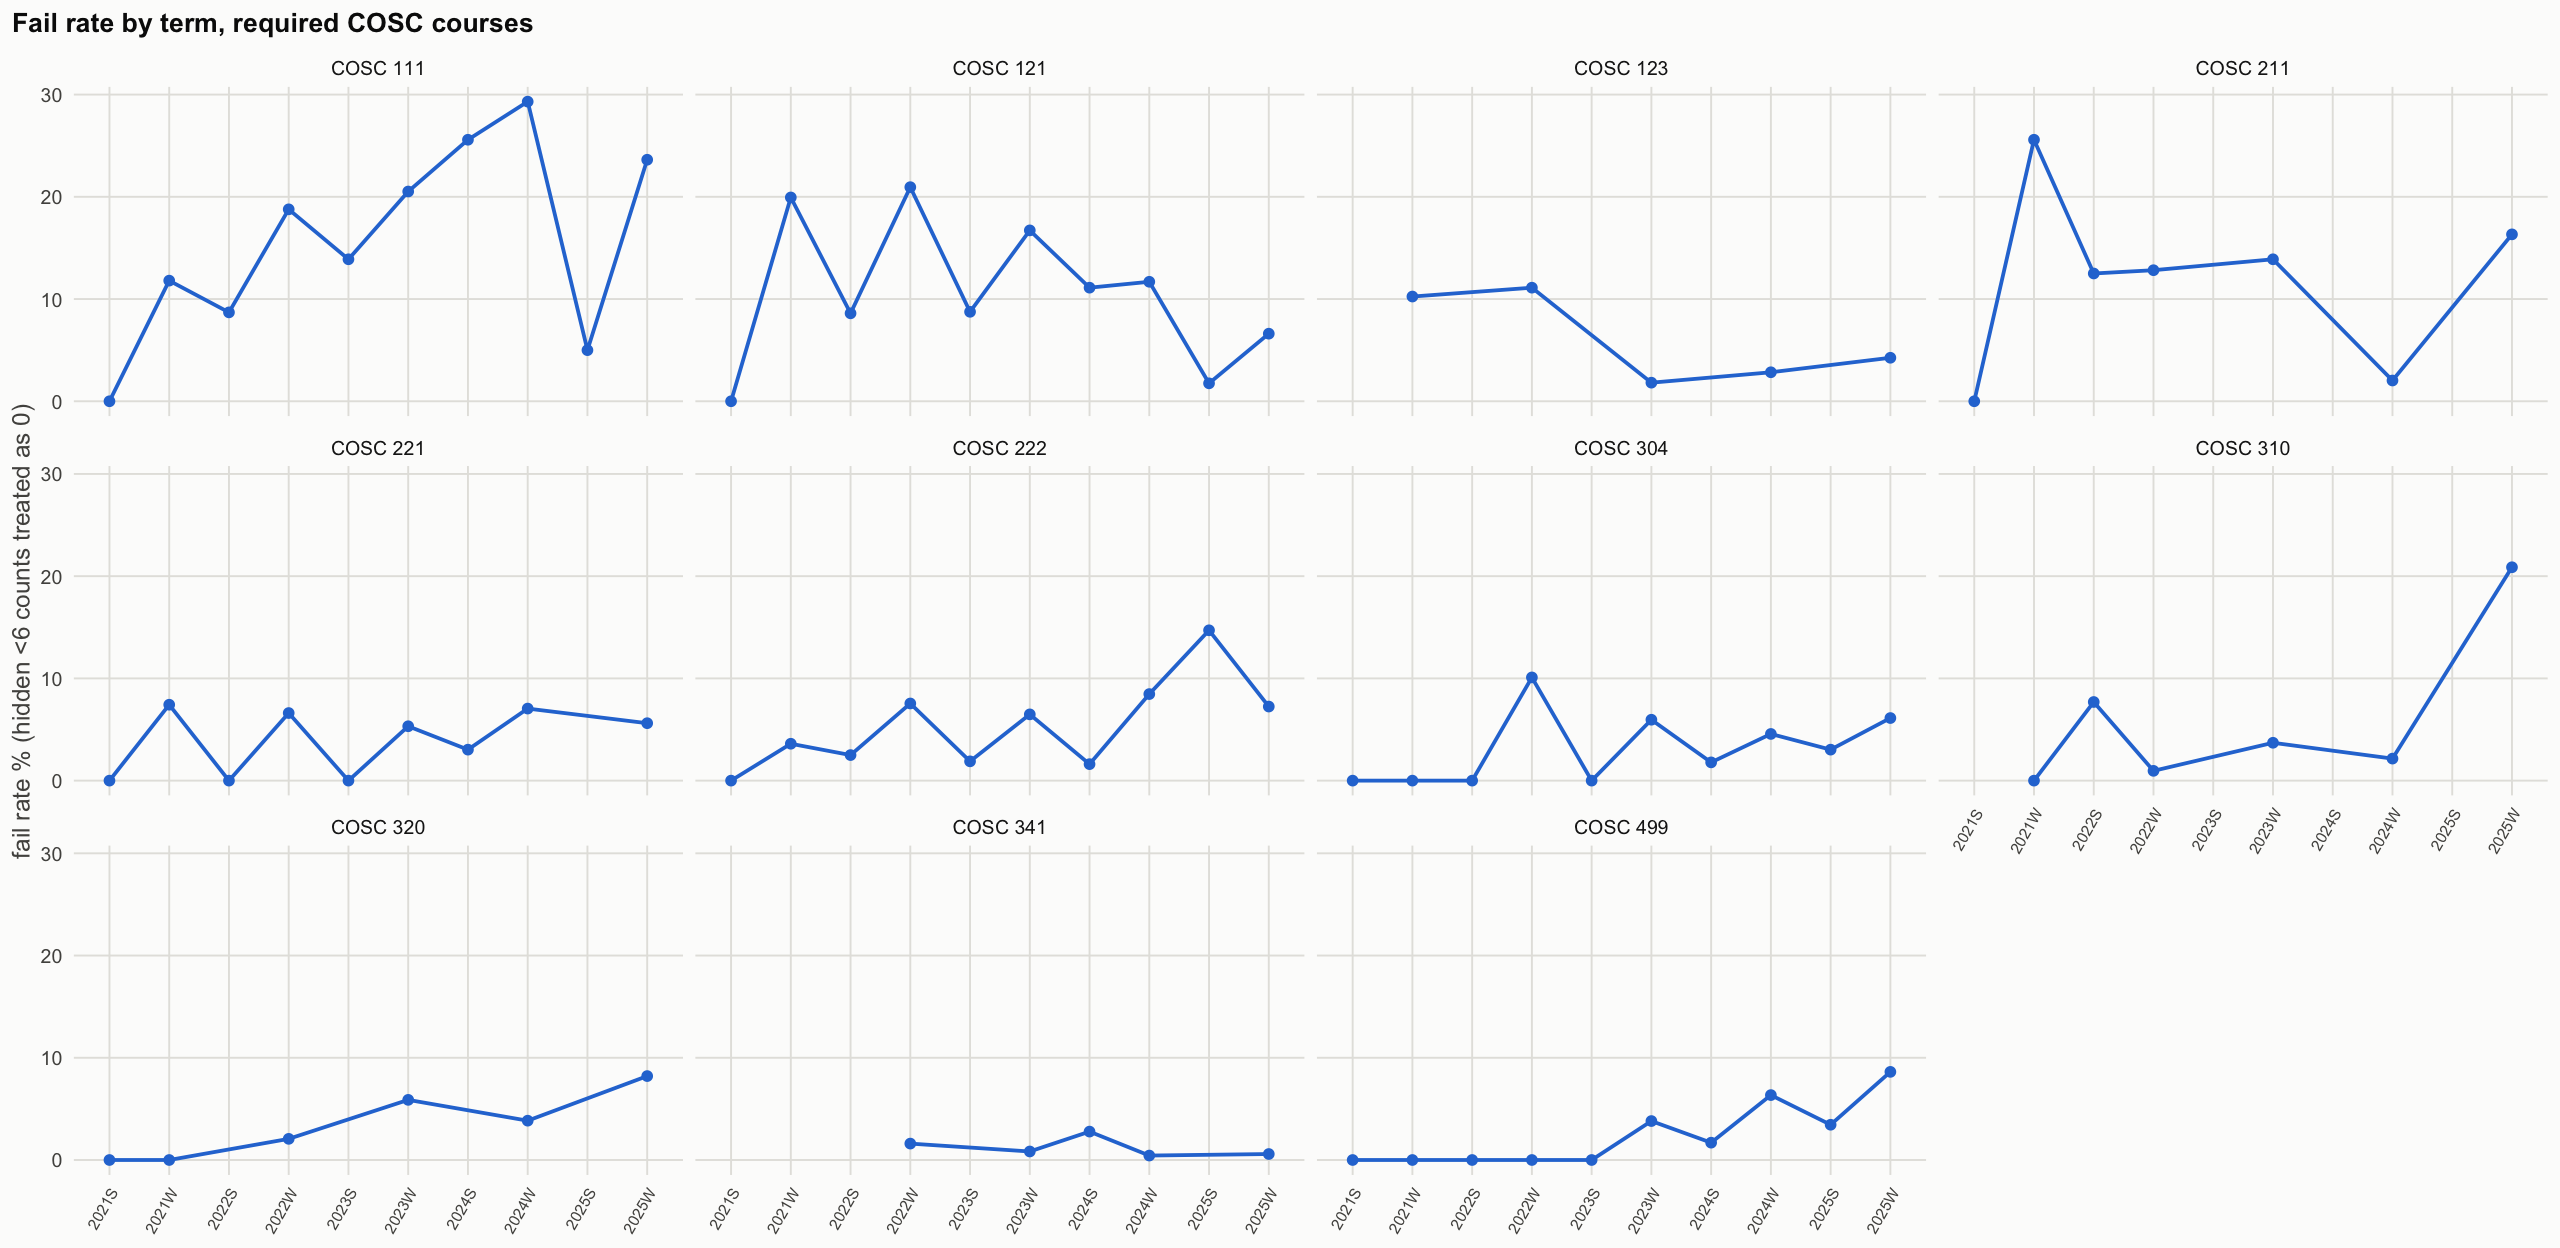 Fail rate by term, required COSC courses
COSC 111
COSC 121
COSC 123
COSC 211
30
20
10
0
COSC 221
COSC 222
COSC 304
COSC 310
30
20
10
0
2021S
2021W
2022S
2022W
2023S
2023W
2024S
2024W
2025S
2025W
COSC 320
COSC 341
COSC 499
30
20
10
0
2021S
2021W
2022S
2022W
2023S
2023W
2024S
2024W
2025S
2025W
2021S
2021W
2022S
2022W
2023S
2023W
2024S
2024W
2025S
2025W
2021S
2021W
2022S
2022W
2023S
2023W
2024S
2024W
2025S
2025W
fail rate % (hidden <6 counts treated as 0)